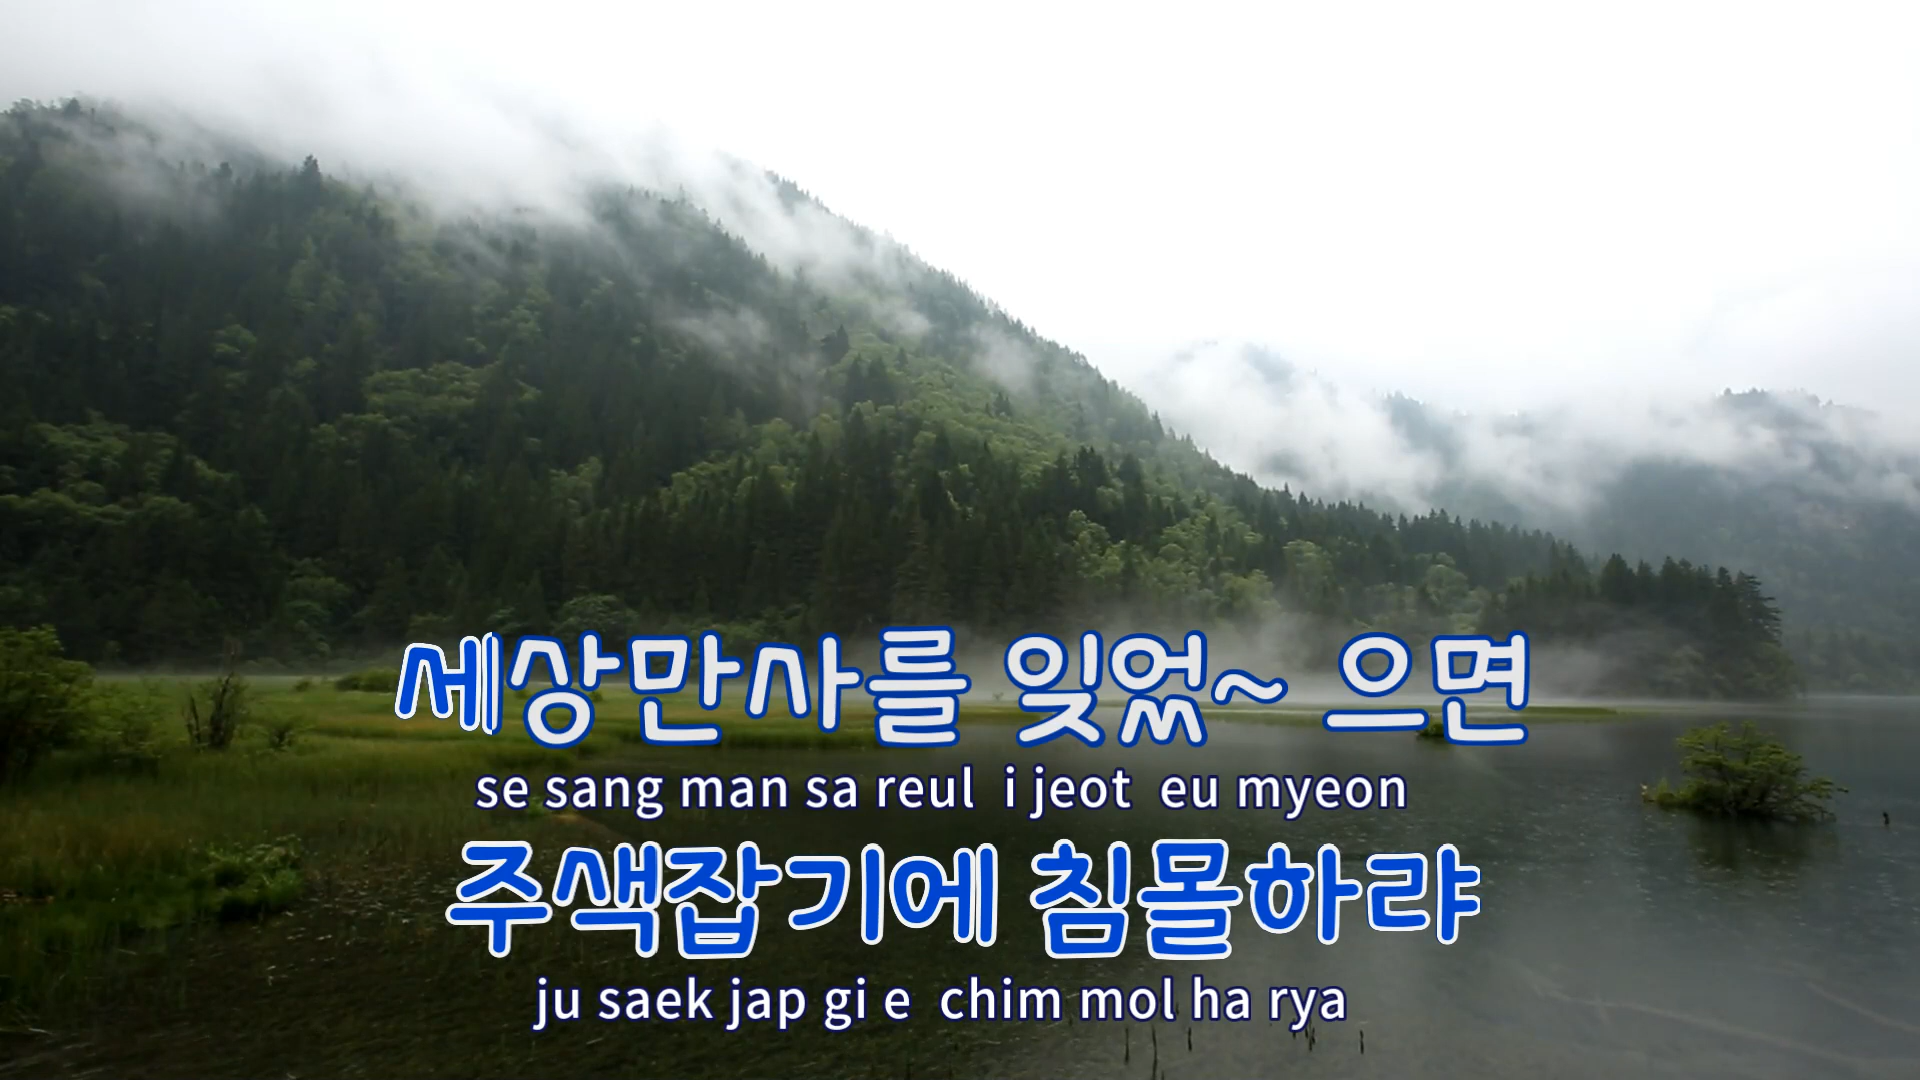 세상만사를 잊었~ 으면
se sang man sa reul i jeot eu myeon
주색잡기에 침몰하랴
ju saek jap gi e chim mol ha rya